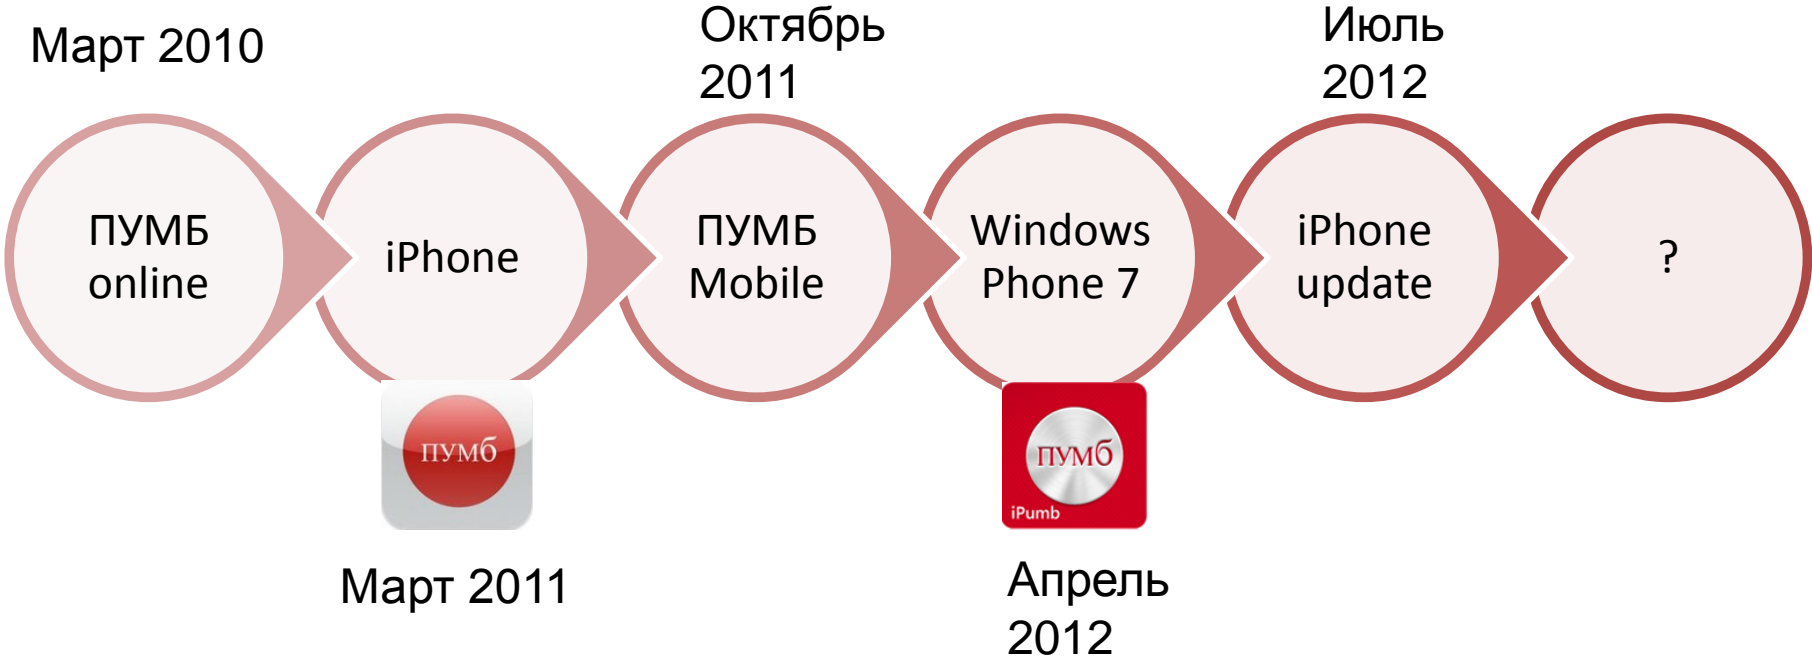 Март 2010
Октябрь
2011
Июль
2012
ПУМБ
online
iPhone
ПУМБ
Mobile
Windows
Phone 7
iPhone
update
?
пумб
пумб
iPumb
Март 2011
Апрель
2012